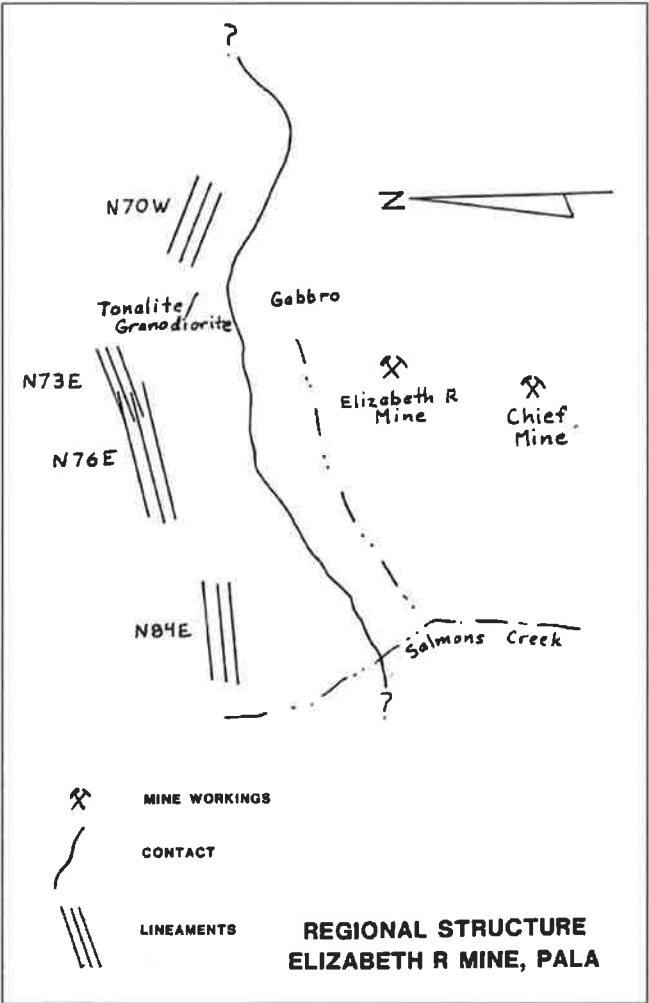 ?
N70W
N
Tonalite/
Granodiorite
Gabbro
N73E
Elizabeth R
Mine
Chief
Mine
N76E
N84E
Salmons Creek
?
MINE WORKINGS
CONTACT
LINEAMENTS
REGIONAL STRUCTURE
ELIZABETH R MINE, PALA